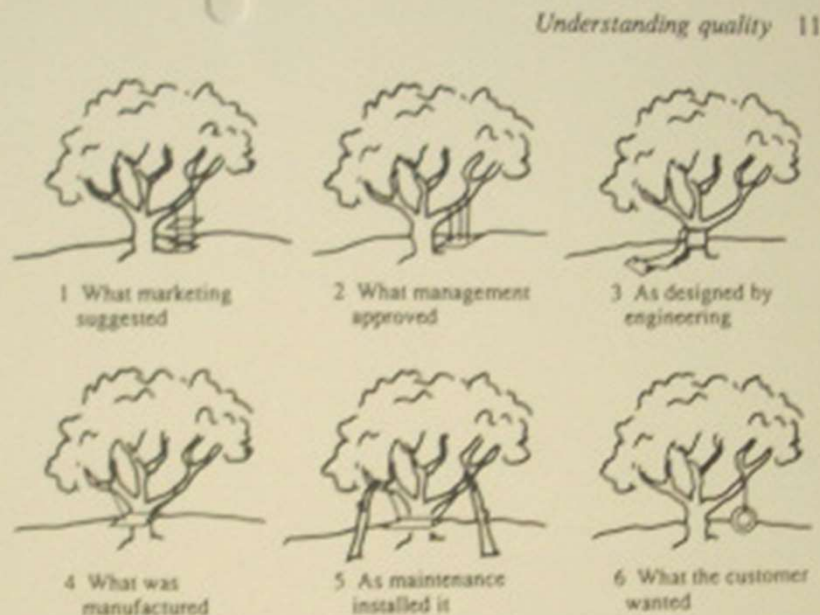 Understanding quality 11
1 What marketing
suggested
2 What management
approved
3 As designed by
engineering
4 What was
manufactured
5 As maintenance
installed it
6 What the customer
wanted